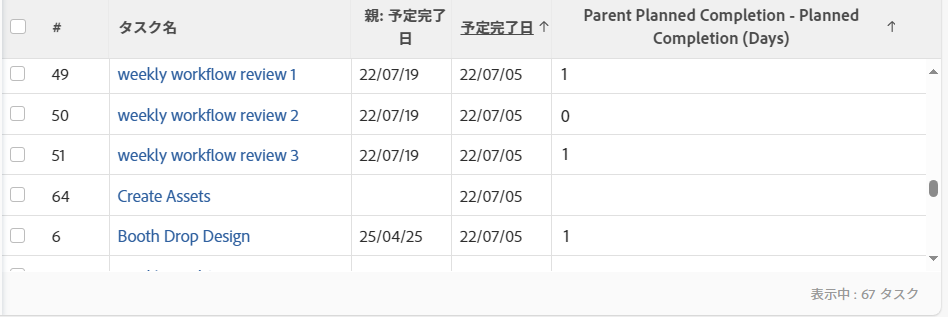 # タスク名 親: 予定完了日 予定完了日 ↑ Parent Planned Completion - Planned Completion (Days) ↑
49 weekly workflow review 1 22/07/19 22/07/05 1
50 weekly workflow review 2 22/07/19 22/07/05 0
51 weekly workflow review 3 22/07/19 22/07/05 1
64 Create Assets 22/07/05
6 Booth Drop Design 25/04/25 22/07/05 1
表示中 : 67 タスク